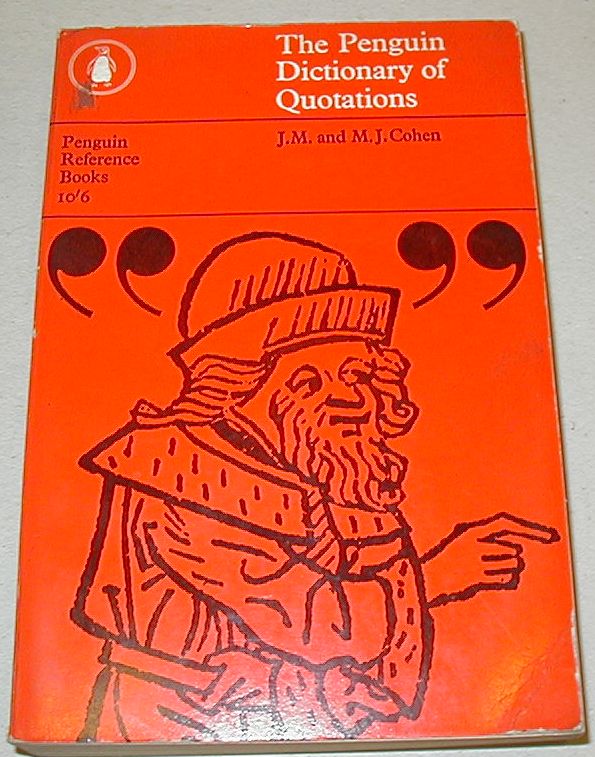 The Penguin
Dictionary of
Quotations
J.M. and M.J.Cohen
Penguin
Reference
Books
10'6